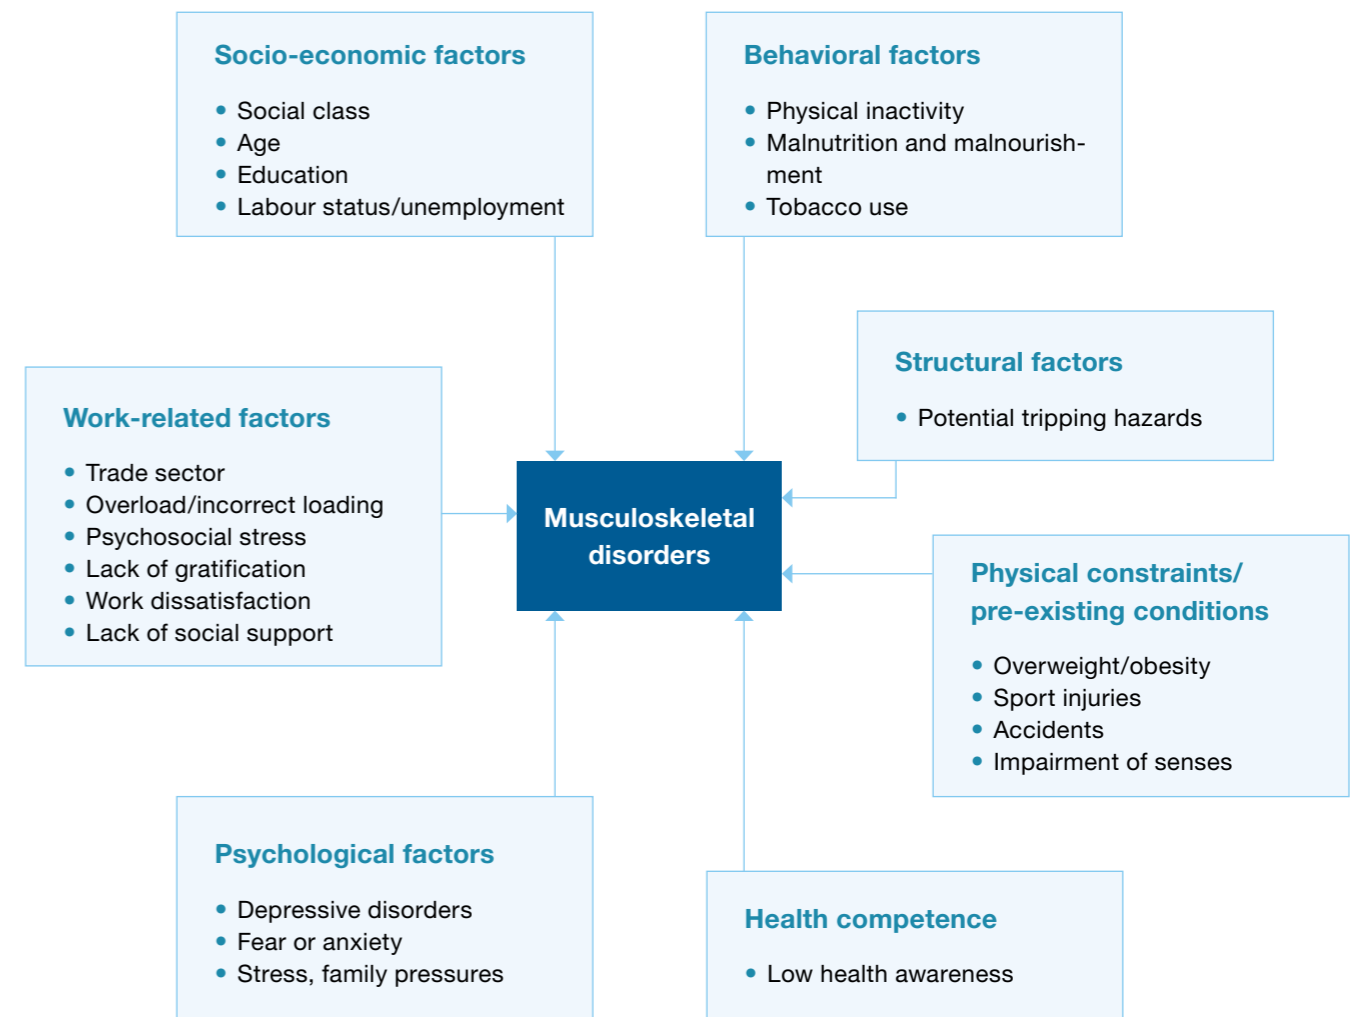 Socio-economic factors
• Social class
• Age
• Education
• Labour status/unemployment
Behavioral factors
• Physical inactivity
• Malnutrition and malnourish-
ment
• Tobacco use
Structural factors
• Potential tripping hazards
Work-related factors
• Trade sector
• Overload/incorrect loading
• Psychosocial stress
• Lack of gratification
• Work dissatisfaction
• Lack of social support
Musculoskeletal
disorders
Physical constraints/
pre-existing conditions
• Overweight/obesity
• Sport injuries
• Accidents
• Impairment of senses
Psychological factors
• Depressive disorders
• Fear or anxiety
• Stress, family pressures
Health competence
• Low health awareness